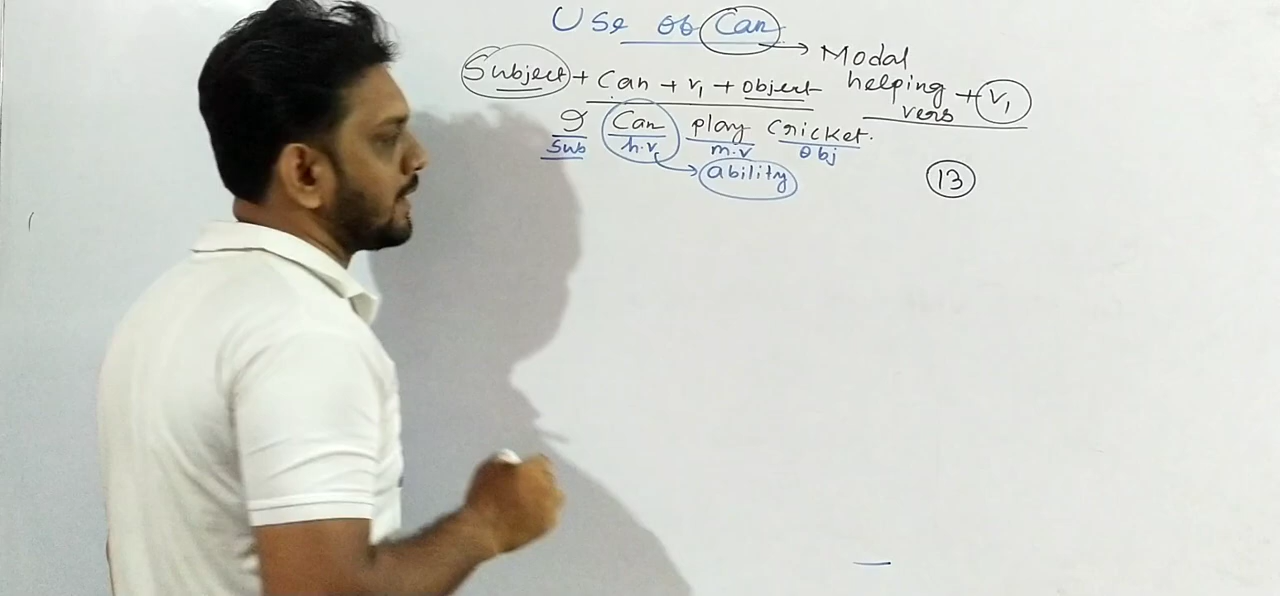 Use of Can → Modal helping verb + V1
Subject + Can + V1 + object
I Can play Cricket.
Sub h.v m.v obj
→ ability
13